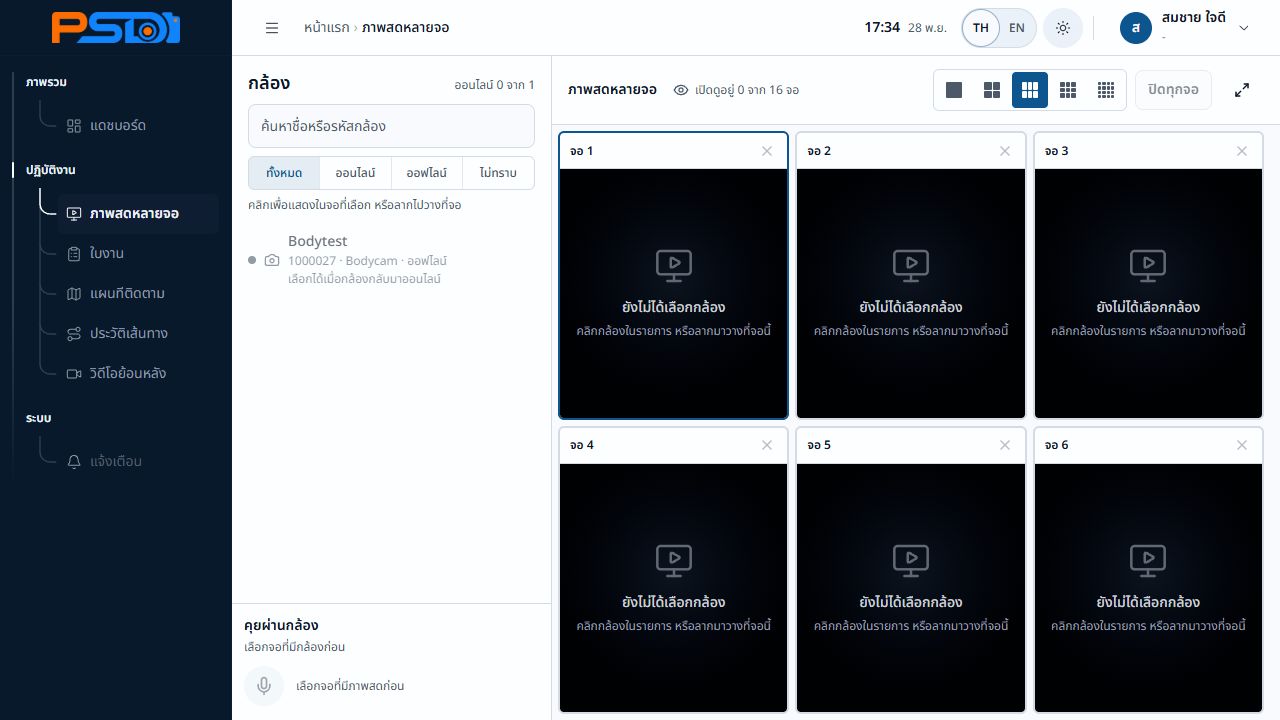 PSDI
ภาพรวม
แดชบอร์ด
ปฏิบัติงาน
ภาพสดหลายจอ
ใบงาน
แผนที่ติดตาม
ประวัติเส้นทาง
วิดีโอย้อนหลัง
ระบบ
แจ้งเตือน
หน้าแรก › ภาพสดหลายจอ
17:34 28 พ.ย.
TH EN
ส
สมชาย ใจดี
-
กล้อง
ออนไลน์ 0 จาก 1
ค้นหาชื่อหรือรหัสกล้อง
ทั้งหมด ออนไลน์ ออฟไลน์ ไม่ทราบ
คลิกเพื่อแสดงในจอที่เลือก หรือลากไปวางที่จอ
Bodytest
1000027 · Bodycam · ออฟไลน์
เลือกได้เมื่อกล้องกลับมาออนไลน์
คุยผ่านกล้อง
เลือกจอที่มีกล้องก่อน
เลือกจอที่มีภาพสดก่อน
ภาพสดหลายจอ
เปิดดูอยู่ 0 จาก 16 จอ
ปิดทุกจอ
จอ 1
ยังไม่ได้เลือกกล้อง
คลิกกล้องในรายการ หรือลากมาวางที่จอนี้
จอ 2
ยังไม่ได้เลือกกล้อง
คลิกกล้องในรายการ หรือลากมาวางที่จอนี้
จอ 3
ยังไม่ได้เลือกกล้อง
คลิกกล้องในรายการ หรือลากมาวางที่จอนี้
จอ 4
ยังไม่ได้เลือกกล้อง
คลิกกล้องในรายการ หรือลากมาวางที่จอนี้
จอ 5
ยังไม่ได้เลือกกล้อง
คลิกกล้องในรายการ หรือลากมาวางที่จอนี้
จอ 6
ยังไม่ได้เลือกกล้อง
คลิกกล้องในรายการ หรือลากมาวางที่จอนี้